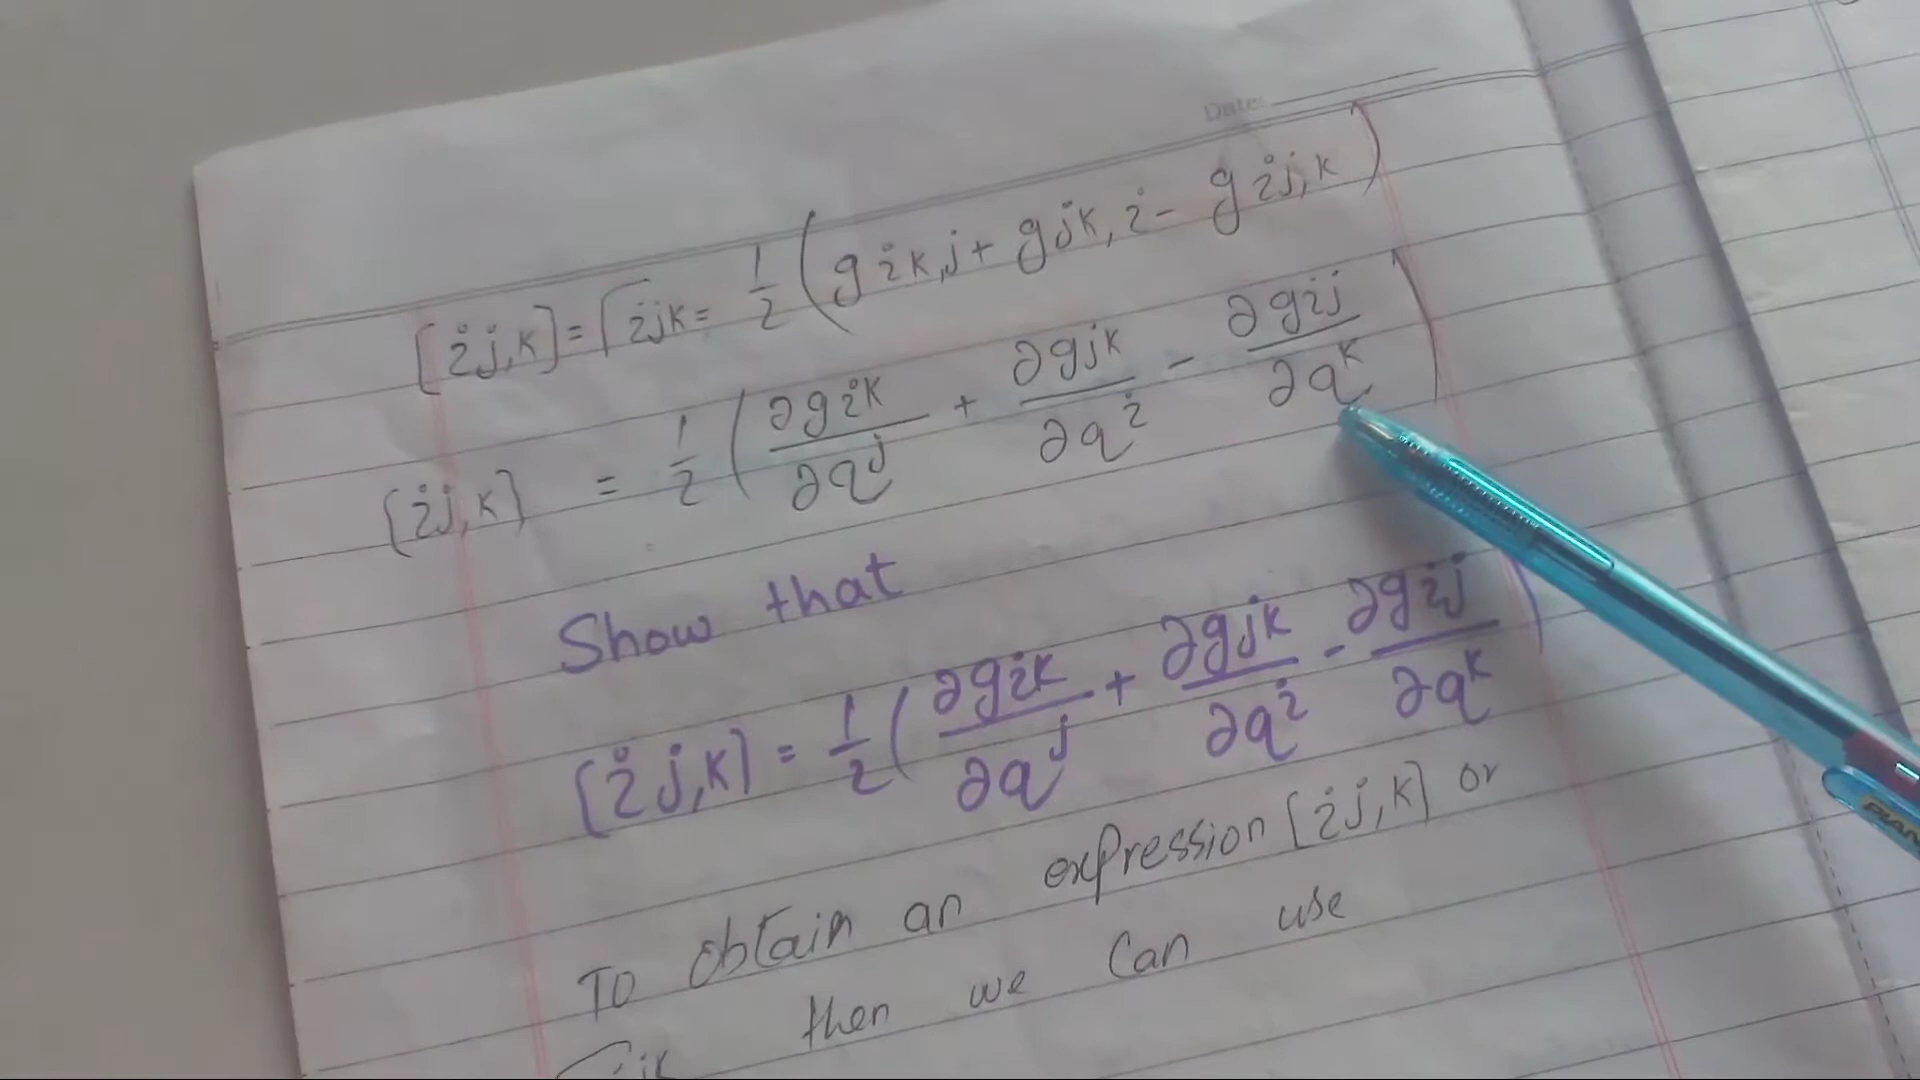 Date:
[ij,k] = Γijk = 1/2 (gik,j + gjk,i - gij,k)
[ij,k] = 1/2 (∂gik/∂q^j + ∂gjk/∂q^i - ∂gij/∂q^k)
Show that
[ij,k] = 1/2 (∂gik/∂q^j + ∂gjk/∂q^i - ∂gij/∂q^k)
To obtain an expression [ij,k] or
then we can use